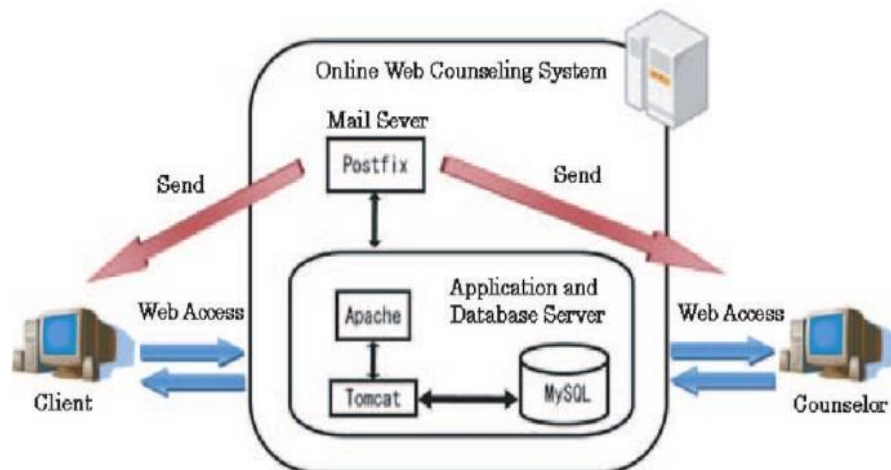 Online Web Counseling System
Mail Sever
Postfix
Send
Send
Application and
Database Server
Web Access
Web Access
Apache
Tomcat
MySQL
Client
Counselor